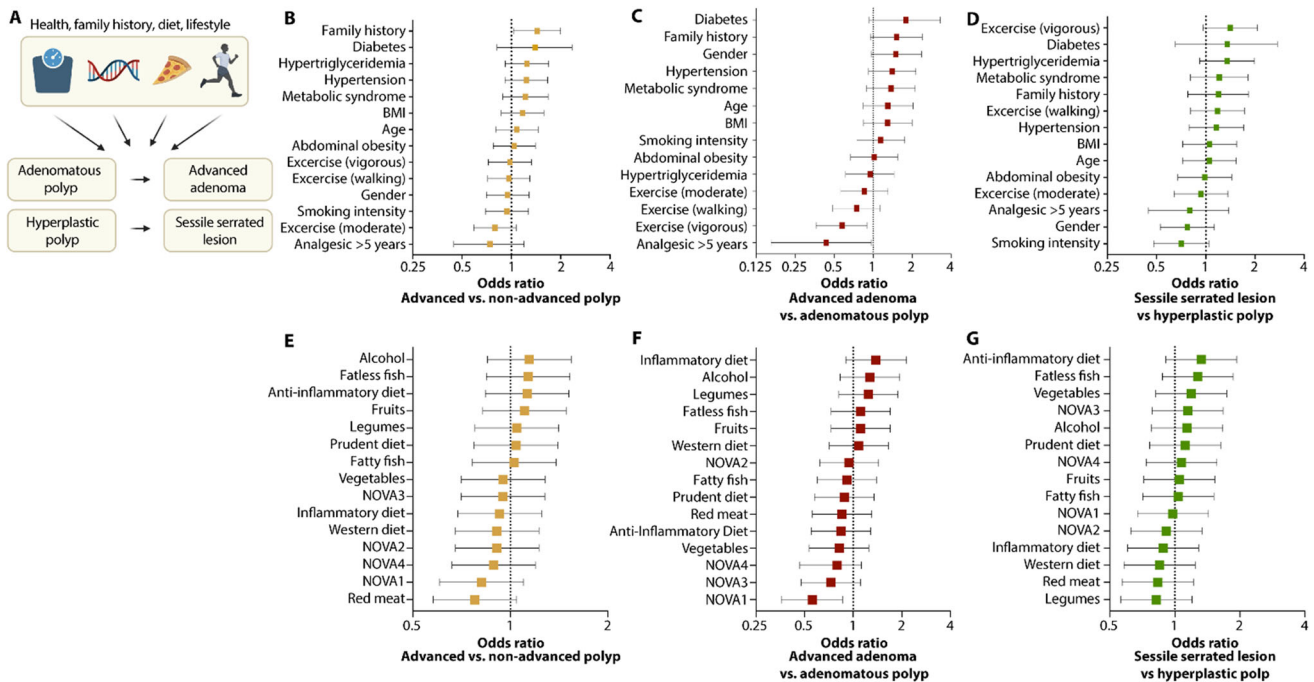 A
Health, family history, diet, lifestyle
Adenomatous
polyp
Advanced
adenoma
Hyperplastic
polyp
Sessile serrated
lesion
B
Family history
Diabetes
Hypertriglyceridemia
Hypertension
Metabolic syndrome
BMI
Age
Abdominal obesity
Excercise (vigorous)
Excercise (walking)
Gender
Smoking intensity
Excercise (moderate)
Analgesic >5 years
0.25 0.5 1 2 4
Odds ratio
Advanced vs. non-advanced polyp
C
Diabetes
Family history
Gender
Hypertension
Metabolic syndrome
Age
BMI
Smoking intensity
Abdominal obesity
Hypertriglyceridemia
Exercise (moderate)
Exercise (walking)
Exercise (vigorous)
Analgesic >5 years
0.125 0.25 0.5 1 2 4
Odds ratio
Advanced adenoma
vs. adenomatous polyp
D
Excercise (vigorous)
Diabetes
Hypertriglyceridemia
Metabolic syndrome
Family history
Excercise (walking)
Hypertension
BMI
Age
Abdominal obesity
Excercise (moderate)
Analgesic >5 years
Gender
Smoking intensity
0.25 0.5 1 2 4
Odds ratio
Sessile serrated lesion
vs hyperplastic polyp
E
Alcohol
Fatless fish
Anti-inflammatory diet
Fruits
Legumes
Prudent diet
Fatty fish
Vegetables
NOVA3
Inflammatory diet
Western diet
NOVA2
NOVA4
NOVA1
Red meat
0.5 1 2
Odds ratio
Advanced vs. non-advanced polyp
F
Inflammatory diet
Alcohol
Legumes
Fatless fish
Fruits
Western diet
NOVA2
Fatty fish
Prudent diet
Red meat
Anti-Inflammatory Diet
Vegetables
NOVA4
NOVA3
NOVA1
0.25 0.5 1 2 4
Odds ratio
Advanced adenoma
vs. adenomatous polyp
G
Anti-inflammatory diet
Fatless fish
Vegetables
NOVA3
Alcohol
Prudent diet
NOVA4
Fruits
Fatty fish
NOVA1
NOVA2
Inflammatory diet
Western diet
Red meat
Legumes
0.5 1 2 4
Odds ratio
Sessile serrated lesion
vs hyperplastic polp